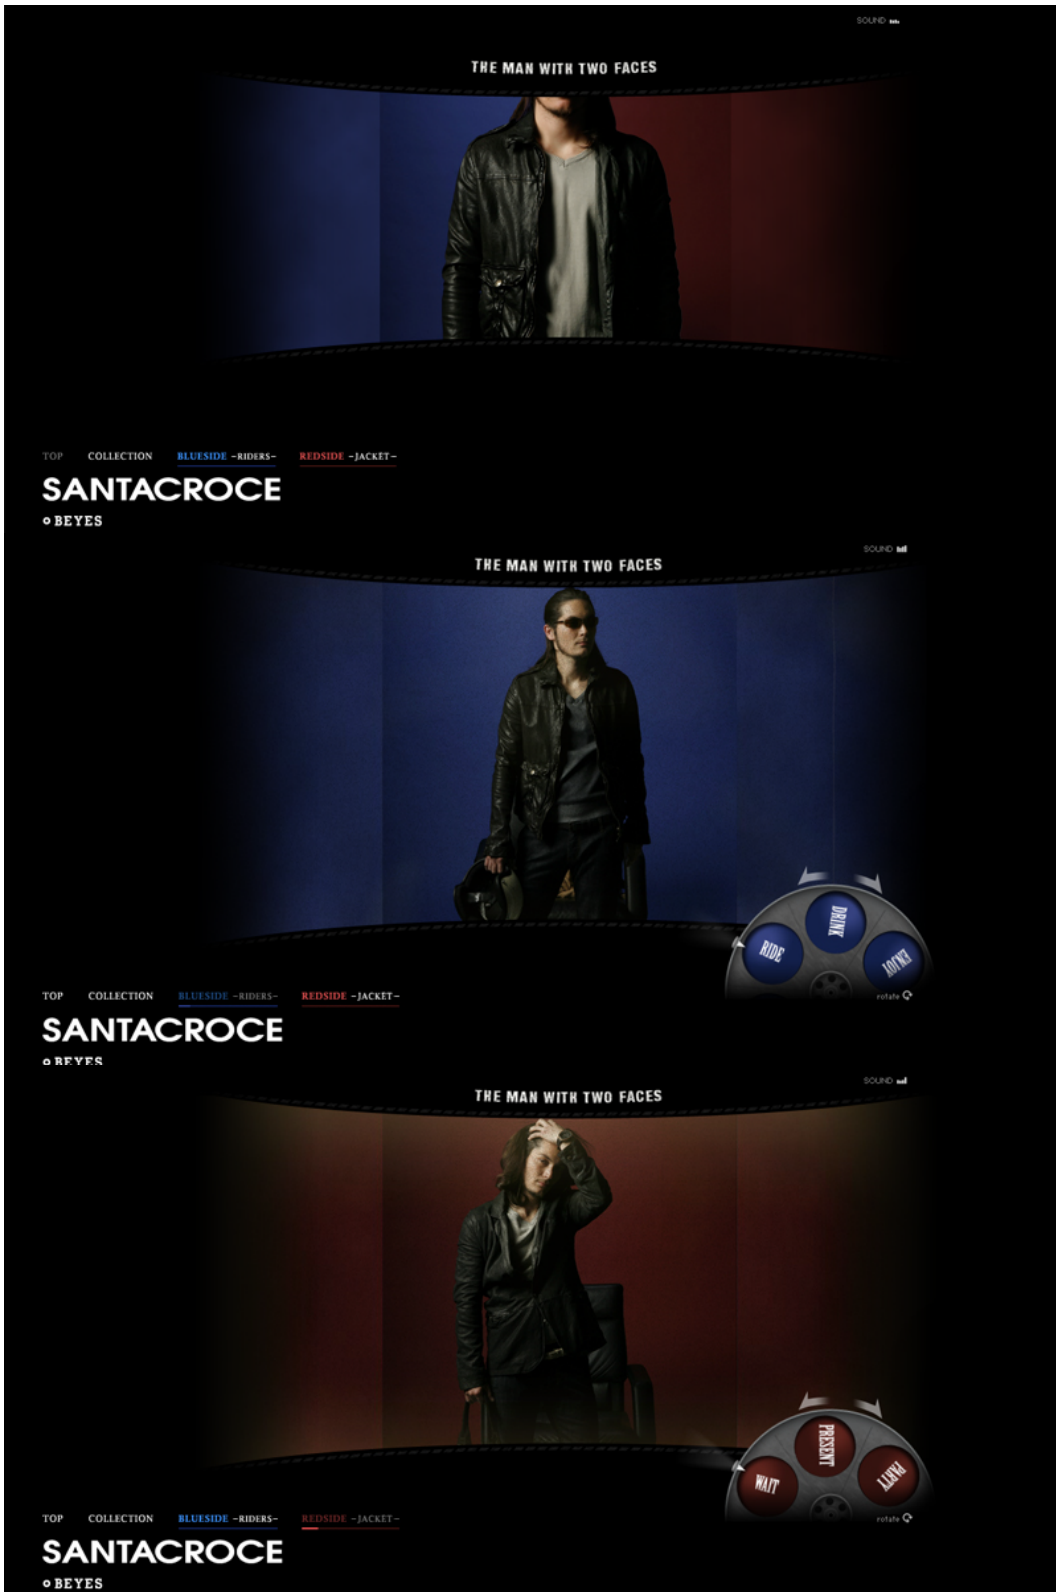 SOUND
THE MAN WITH TWO FACES
TOP COLLECTION BLUESIDE -RIDERS- REDSIDE -JACKET-
SANTACROCE
BEYES
SOUND
THE MAN WITH TWO FACES
RIDE DRINK ENJOY
rotate
TOP COLLECTION BLUESIDE -RIDERS- REDSIDE -JACKET-
SANTACROCE
BEYES
SOUND
THE MAN WITH TWO FACES
WAIT PRESENT PARTY
rotate
TOP COLLECTION BLUESIDE -RIDERS- REDSIDE -JACKET-
SANTACROCE
BEYES